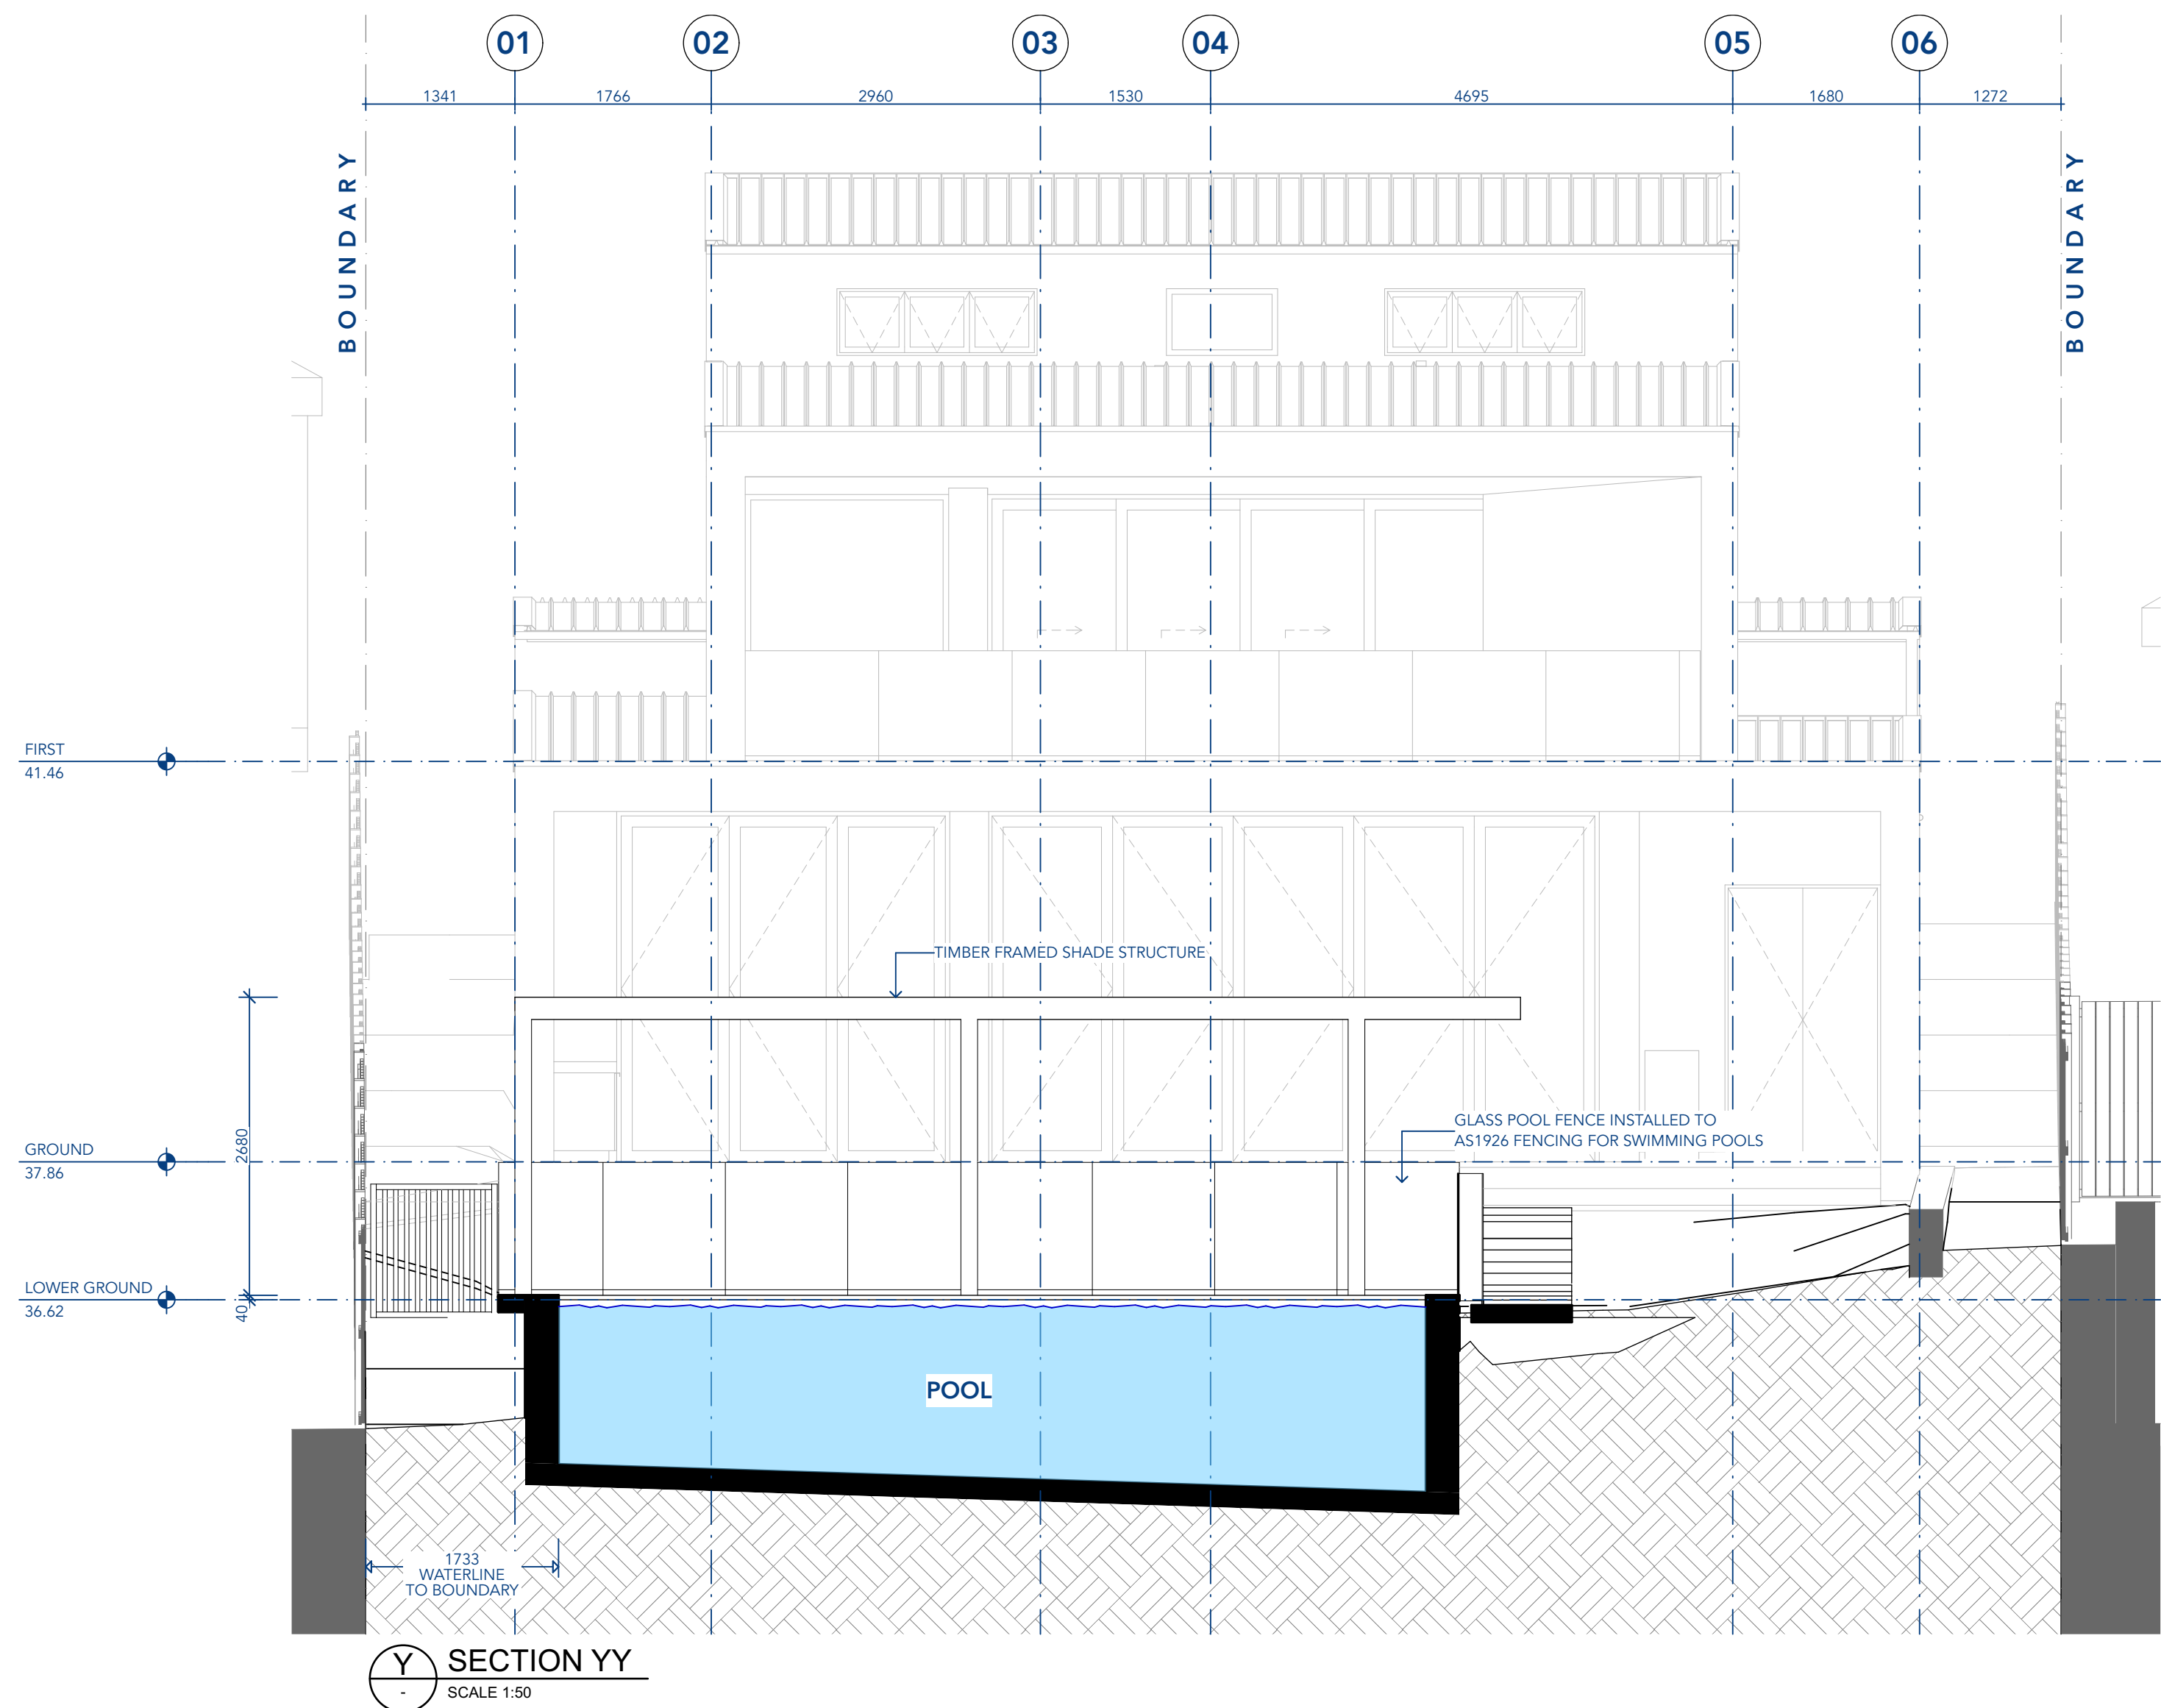 01 02 03 04 05 06
1341 1766 2960 1530 4695 1680 1272
BOUNDARY
BOUNDARY
FIRST
41.46
TIMBER FRAMED SHADE STRUCTURE
GLASS POOL FENCE INSTALLED TO
AS1926 FENCING FOR SWIMMING POOLS
GROUND
37.86
2680
LOWER GROUND
36.62
40
POOL
1733
WATERLINE
TO BOUNDARY
Y
-
SECTION YY
SCALE 1:50